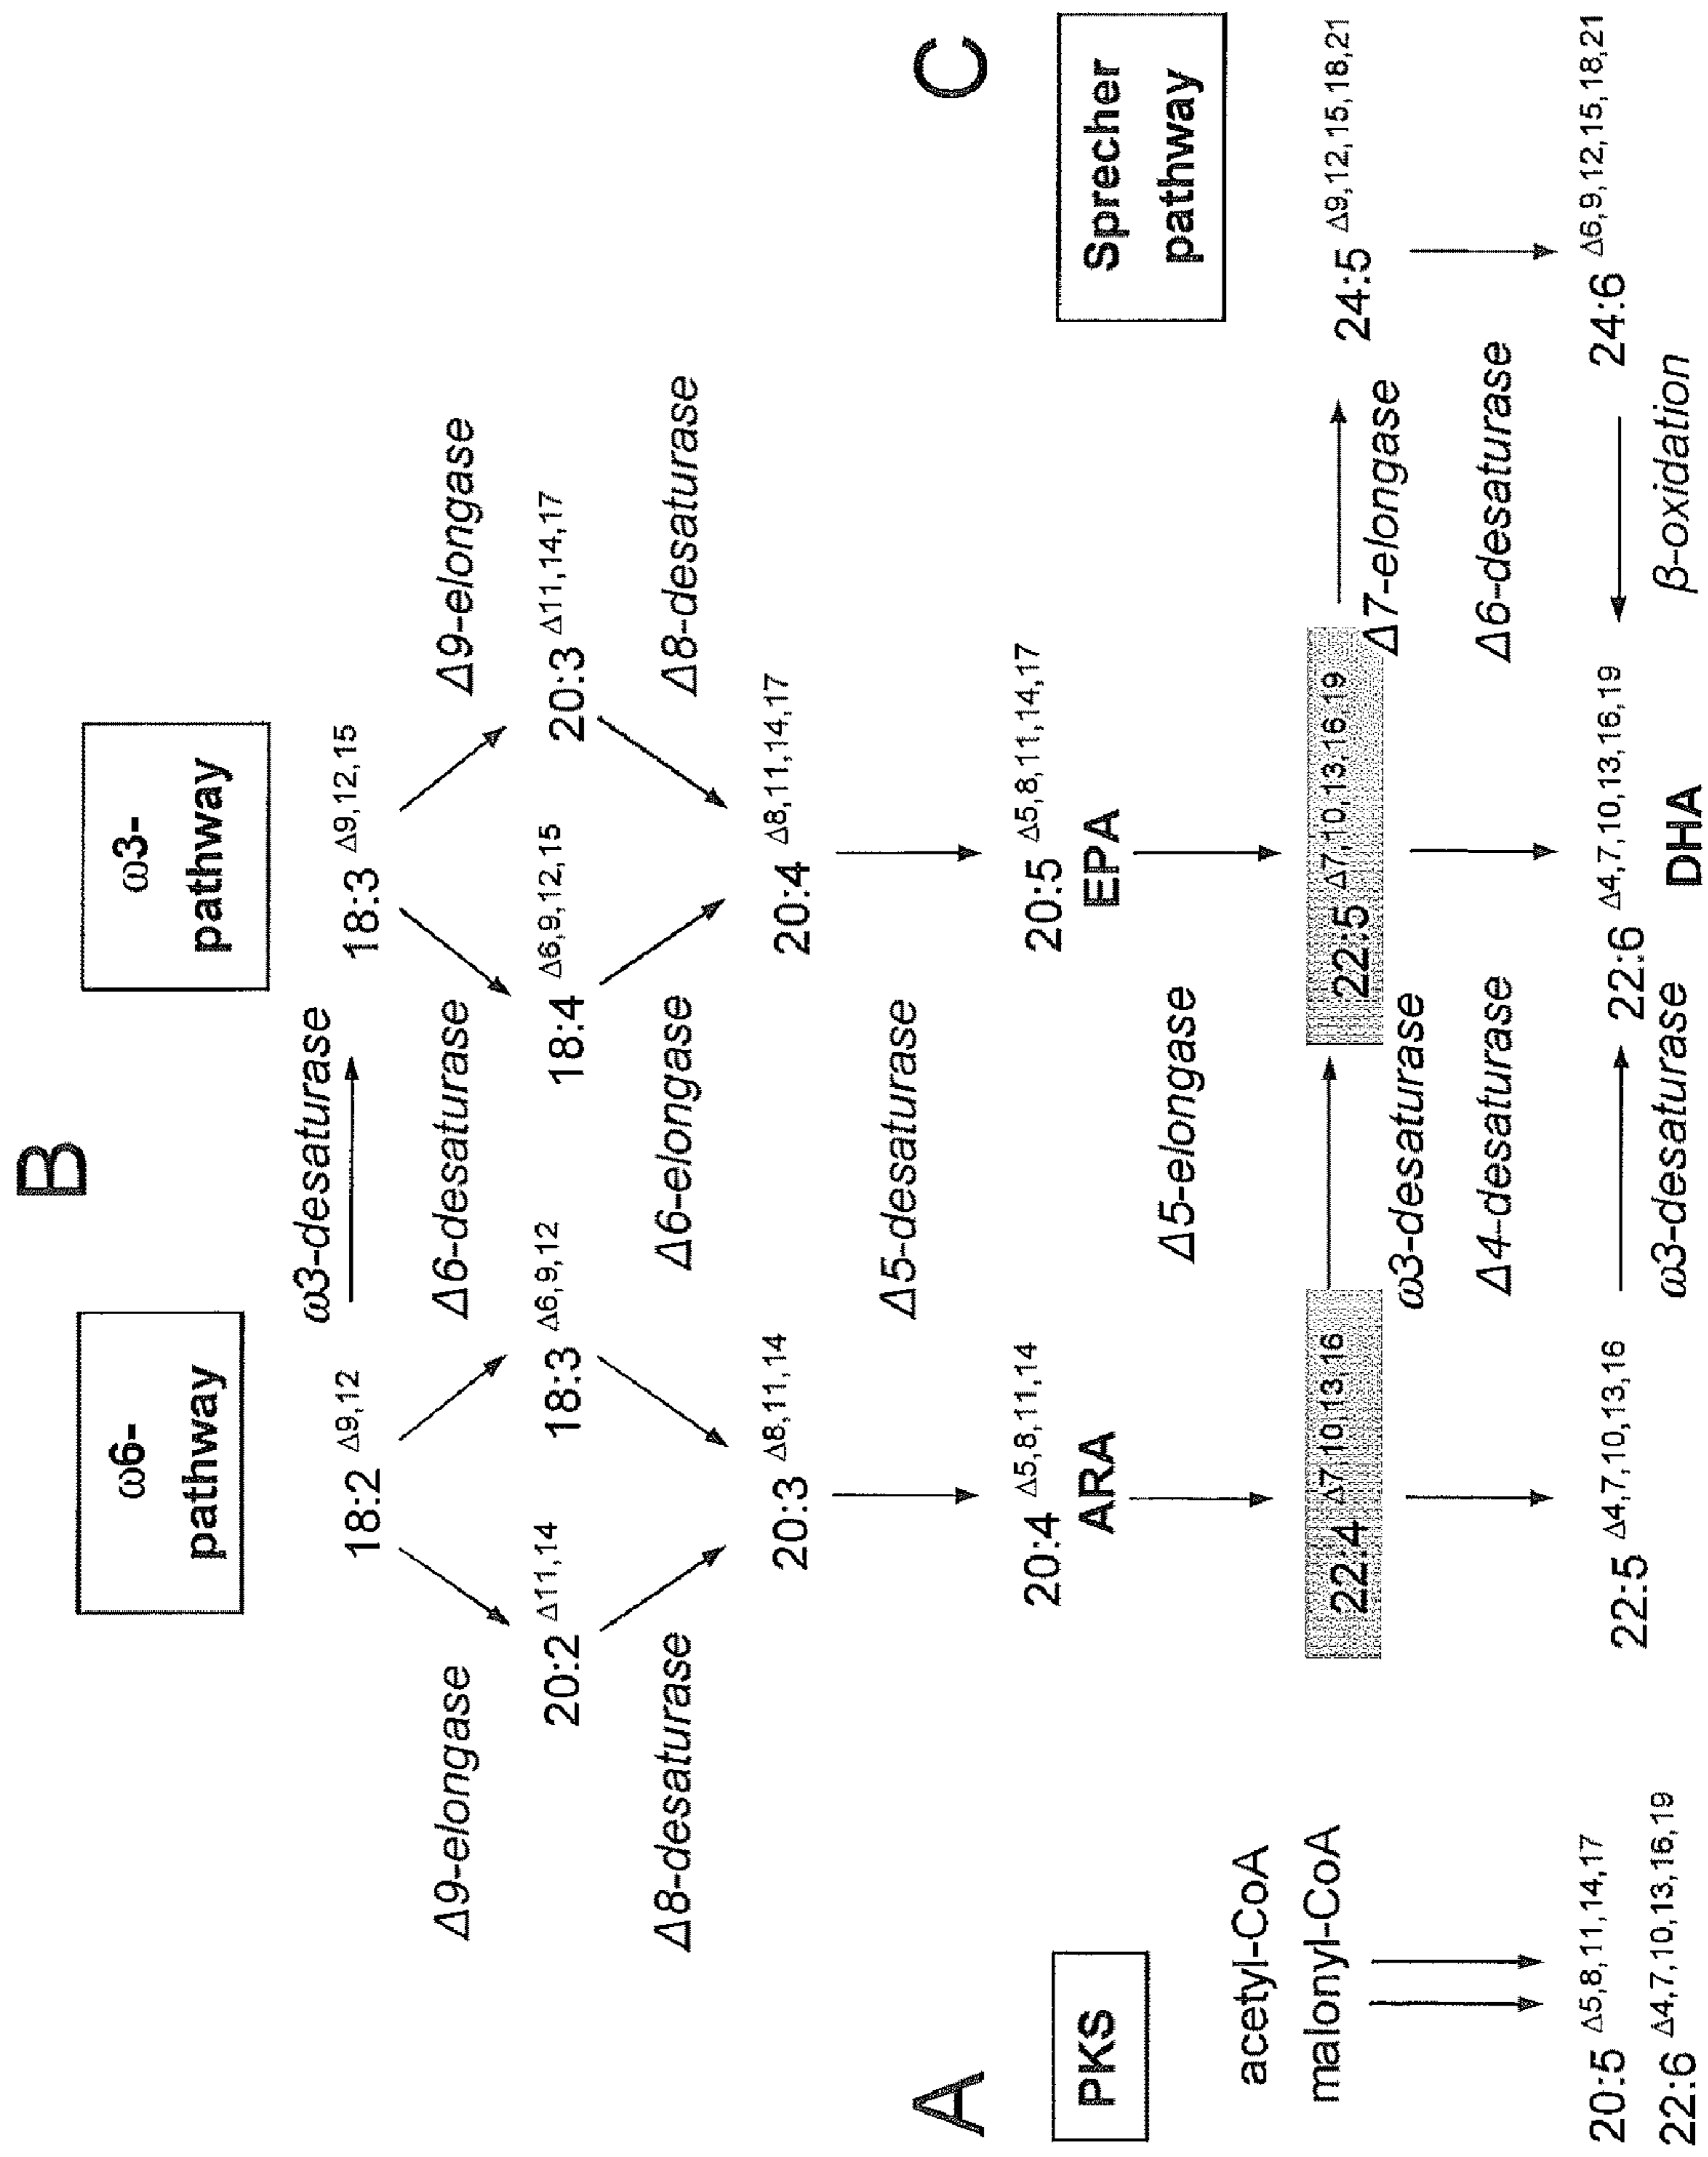 B
ω6-
pathway
ω3-
pathway
ω3-desaturase
18:2 Δ9,12
18:3 Δ9,12,15
Δ9-elongase
Δ6-desaturase
Δ9-elongase
20:2 Δ11,14
18:3 Δ6,9,12
18:4 Δ6,9,12,15
20:3 Δ11,14,17
Δ8-desaturase
Δ6-elongase
Δ8-desaturase
20:3 Δ8,11,14
20:4 Δ8,11,14,17
Δ5-desaturase
A
C
PKS
20:4 Δ5,8,11,14
ARA
20:5 Δ5,8,11,14,17
EPA
Sprecher
pathway
Δ5-elongase
acetyl-CoA
malonyl-CoA
22:4 Δ7,10,13,16
22:5 Δ7,10,13,16,19
24:5 Δ9,12,15,18,21
ω3-desaturase
Δ7-elongase
Δ4-desaturase
Δ6-desaturase
20:5 Δ5,8,11,14,17
22:6 Δ4,7,10,13,16,19
22:5 Δ4,7,10,13,16
22:6 Δ4,7,10,13,16,19
24:6 Δ6,9,12,15,18,21
ω3-desaturase
DHA
β-oxidation